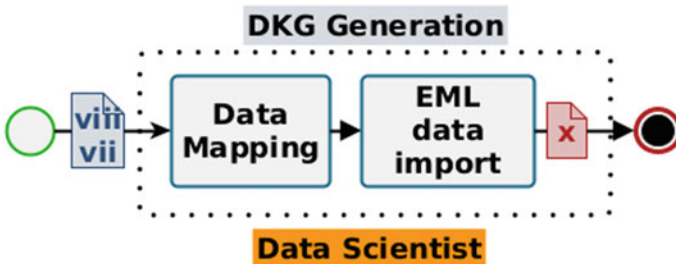 DKG Generation
viii
vii
Data
Mapping
EML
data
import
x
Data Scientist